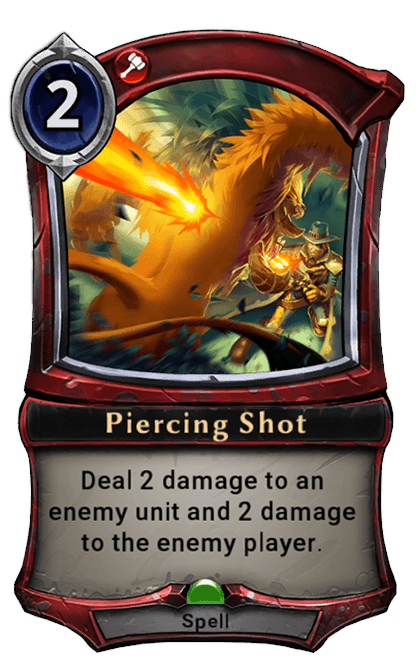 2
Piercing Shot
Deal 2 damage to an
enemy unit and 2 damage
to the enemy player.
Spell